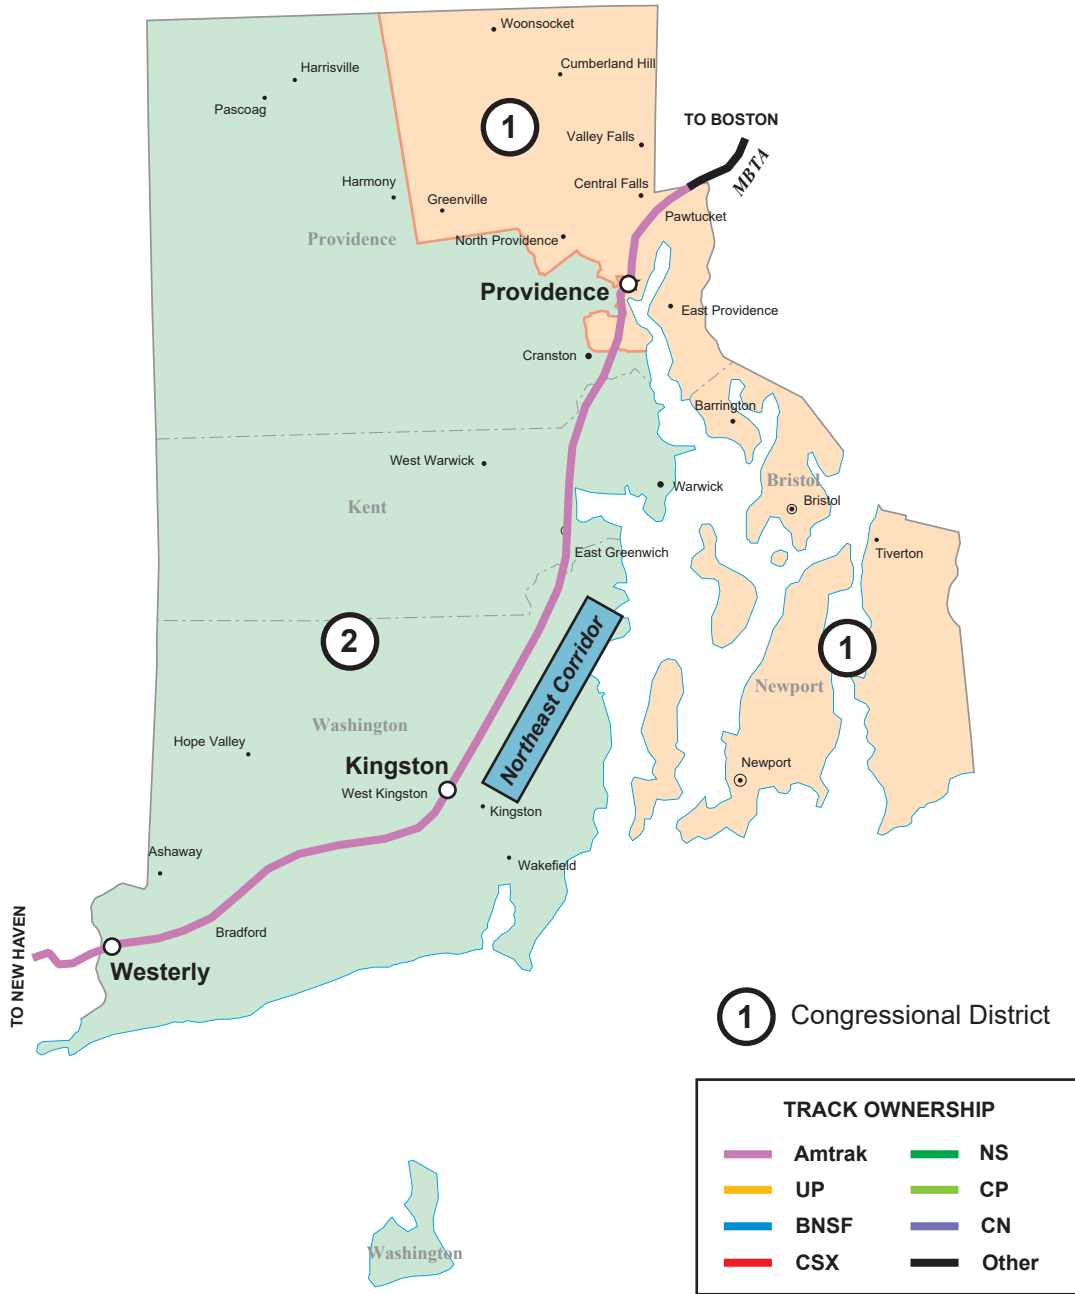 Woonsocket
Cumberland Hill
Harrisville
Pascoag
1
TO BOSTON
MBTA
Valley Falls
Harmony
Central Falls
Greenville
Pawtucket
Providence
North Providence
Providence
East Providence
Cranston
Barrington
West Warwick
Kent
Warwick
Bristol
Bristol
East Greenwich
Tiverton
2
1
Northeast Corridor
Newport
Washington
Hope Valley
Kingston
West Kingston
Newport
Kingston
Ashaway
Wakefield
Bradford
TO NEW HAVEN
Westerly
1 Congressional District
TRACK OWNERSHIP
Amtrak NS
UP CP
BNSF CN
CSX Other
Washington